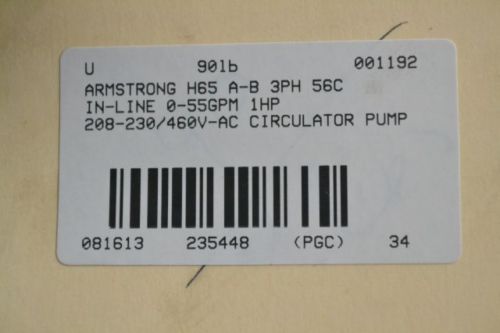 U 90lb 001192
ARMSTRONG H65 A-B 3PH 56C
IN-LINE 0-55GPM 1HP
208-230/460V-AC CIRCULATOR PUMP
081613 235448 (PGC) 34